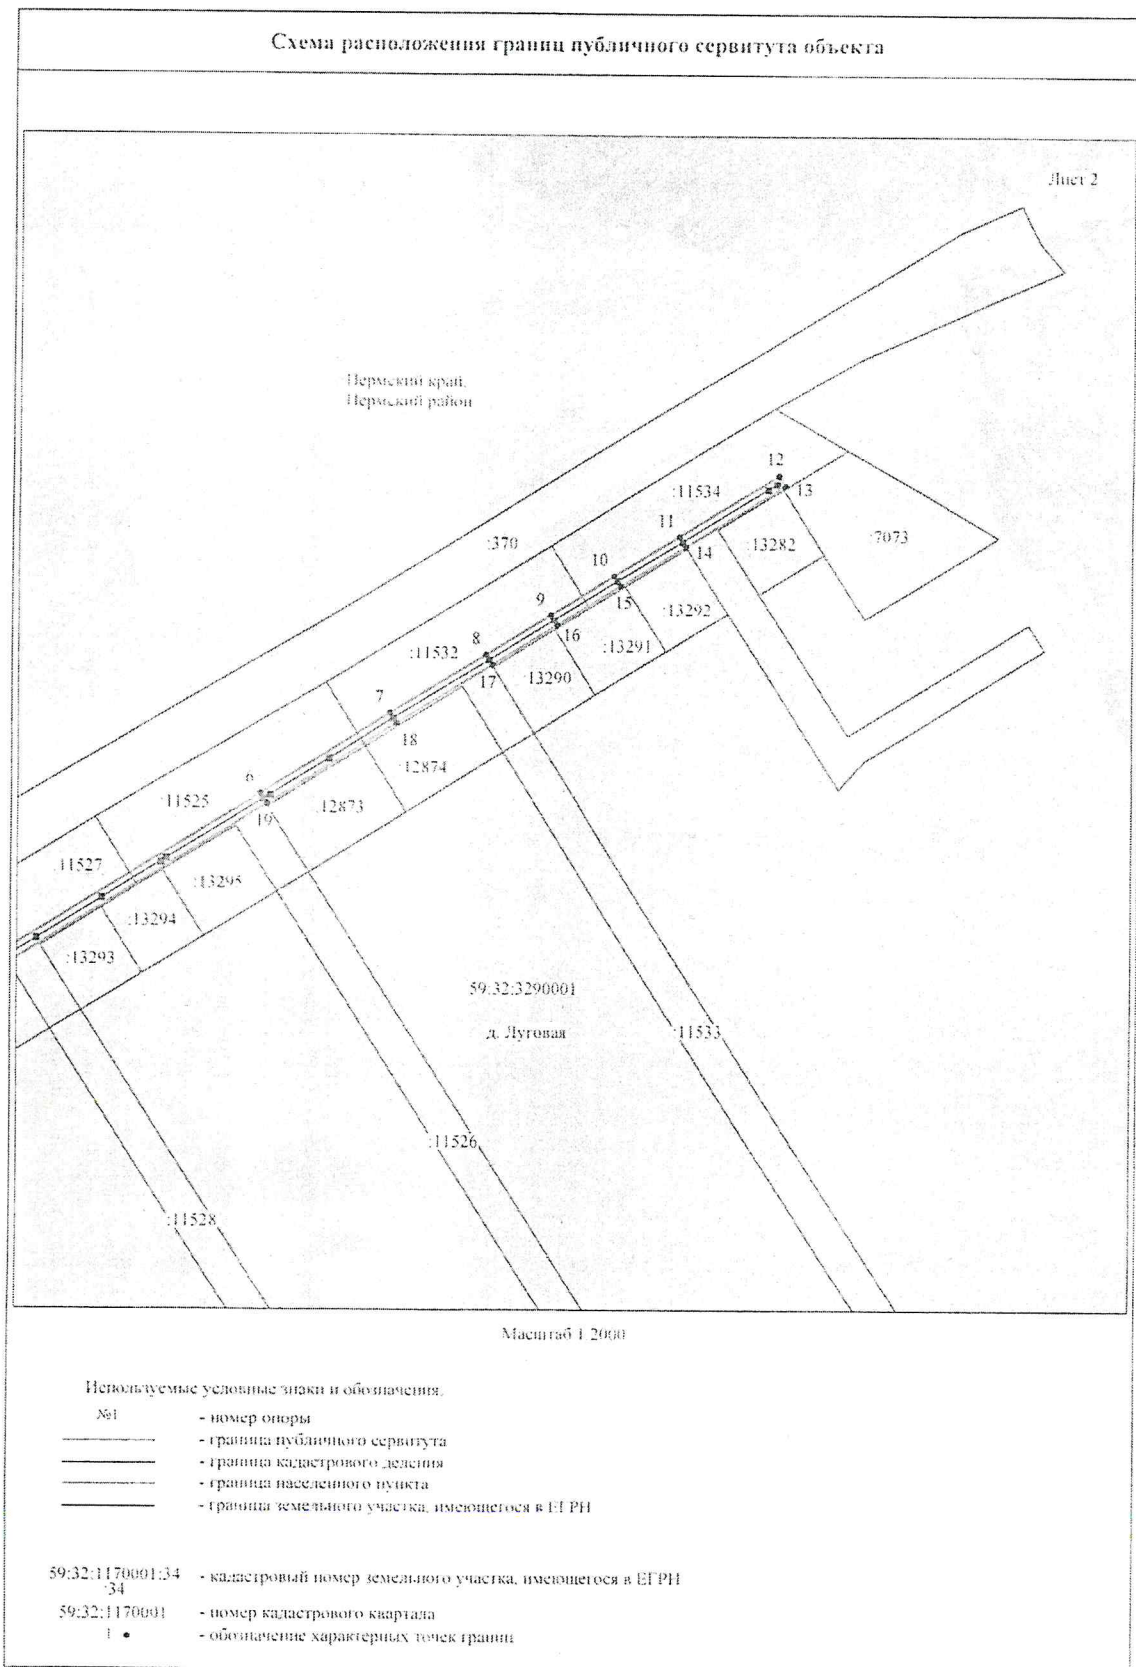 Схема расположения границ публичного сервитута объекта
Лист 2
Пермский край,
Пермский район
12
:11534
13
11
:370
14
:13282
:7073
10
9
15
:13292
8
:11532
16
:13291
17
:13290
7
18
:12874
6
:11525
19
:12873
:11527
:13295
:13294
:13293
59:32:3290001
д. Луговая
:11533
:11526
:11528
Масштаб 1:2000
Используемые условные знаки и обозначения:
№1 - номер опоры
- граница публичного сервитута
- граница кадастрового деления
- граница населенного пункта
- граница земельного участка, имеющегося в ЕГРН
59:32:1170001:34 - кадастровый номер земельного участка, имеющегося в ЕГРН
:34
59:32:1170001 - номер кадастрового квартала
1 - обозначение характерных точек границ